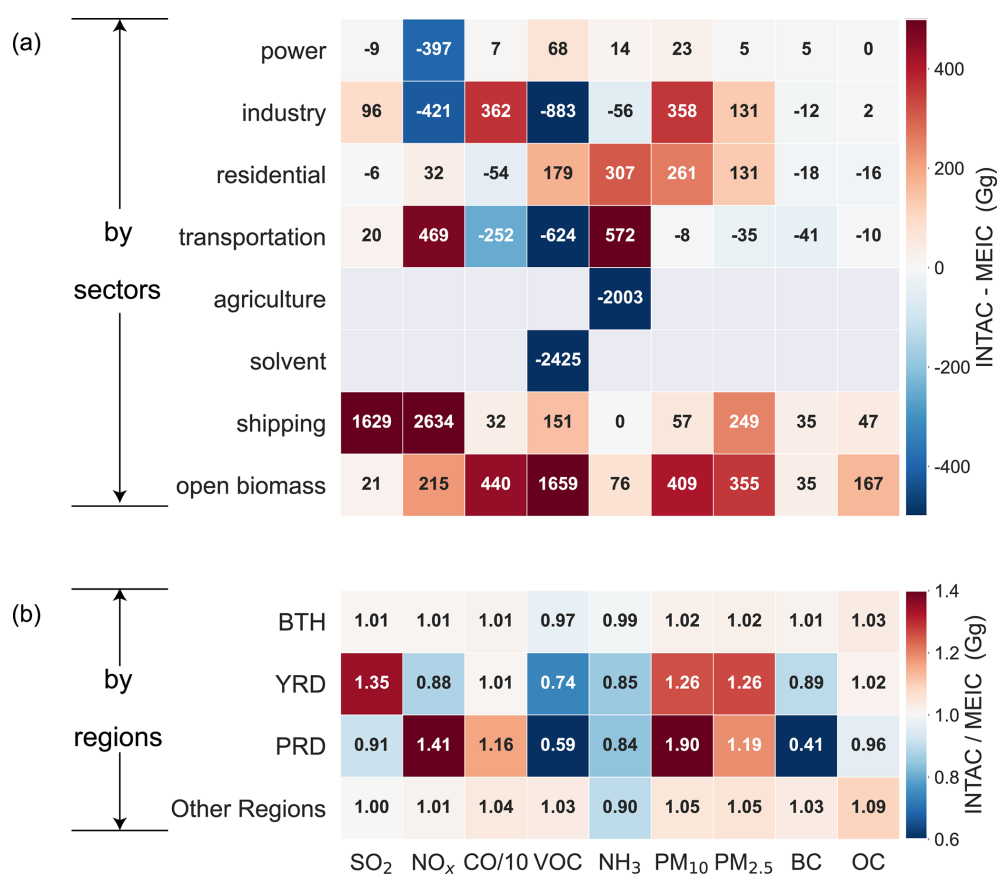 (a)
by
sectors
power -9 -397 7 68 14 23 5 5 0
industry 96 -421 362 -883 -56 358 131 -12 2
residential -6 32 -54 179 307 261 131 -18 -16
transportation 20 469 -252 -624 572 -8 -35 -41 -10
agriculture -2003
solvent -2425
shipping 1629 2634 32 151 0 57 249 35 47
open biomass 21 215 440 1659 76 409 355 35 167
400
200
0
-200
-400
INTAC - MEIC (Gg)
(b)
by
regions
BTH 1.01 1.01 1.01 0.97 0.99 1.02 1.02 1.01 1.03
YRD 1.35 0.88 1.01 0.74 0.85 1.26 1.26 0.89 1.02
PRD 0.91 1.41 1.16 0.59 0.84 1.90 1.19 0.41 0.96
Other Regions 1.00 1.01 1.04 1.03 0.90 1.05 1.05 1.03 1.09
1.4
1.2
1.0
0.8
0.6
INTAC / MEIC (Gg)
SO₂ NOₓ CO/10 VOC NH₃ PM₁₀ PM₂.₅ BC OC